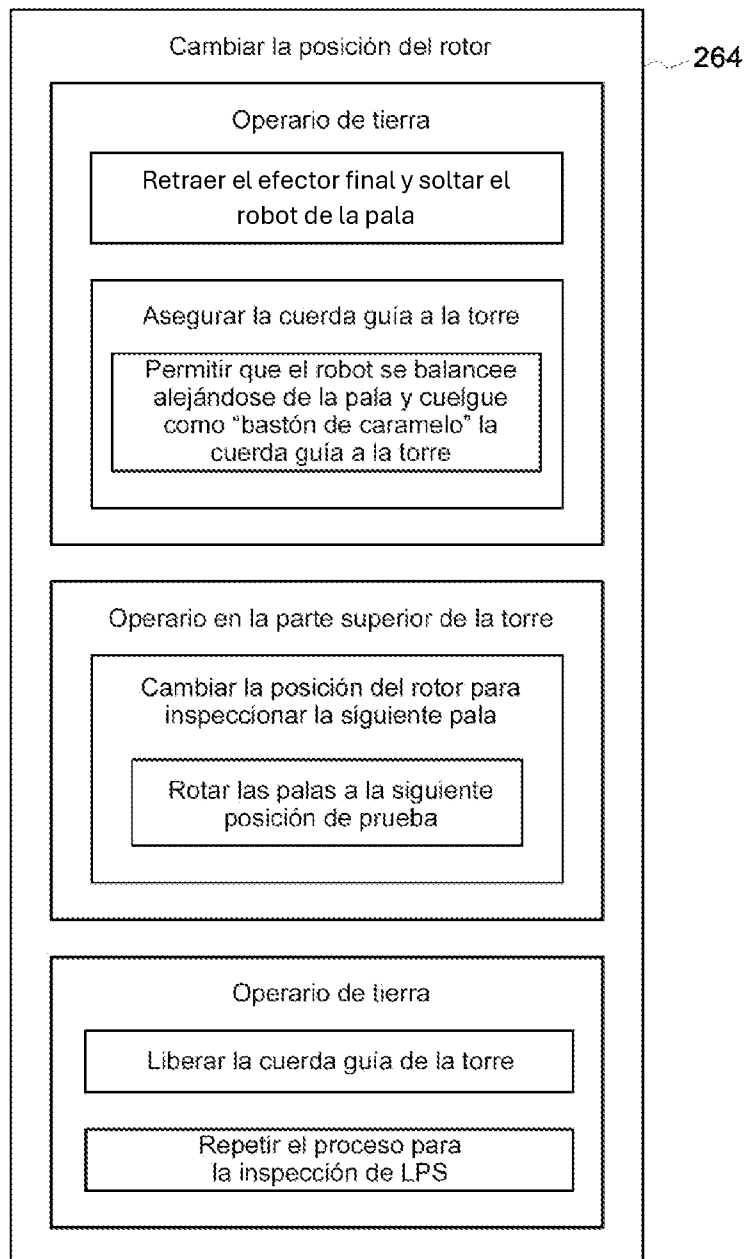 Cambiar la posición del rotor
264
Operario de tierra
Retraer el efector final y soltar el
robot de la pala
Asegurar la cuerda guía a la torre
Permitir que el robot se balancee
alejándose de la pala y cuelgue
como “bastón de caramelo” la
cuerda guía a la torre
Operario en la parte superior de la torre
Cambiar la posición del rotor para
inspeccionar la siguiente pala
Rotar las palas a la siguiente
posición de prueba
Operario de tierra
Liberar la cuerda guía de la torre
Repetir el proceso para
la inspección de LPS